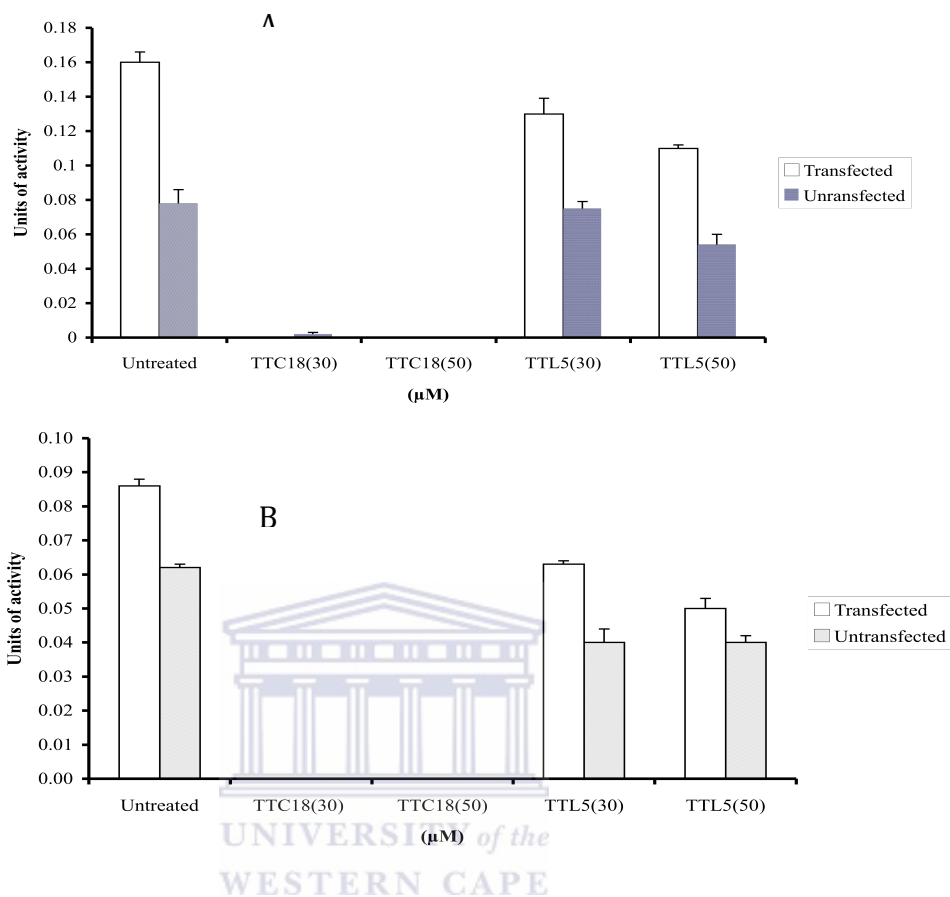 A
0.18
0.16
0.14
0.12
0.1
0.08
0.06
0.04
0.02
0
Units of activity
Transfected
Unransfected
Untreated TTC18(30) TTC18(50) TTL5(30) TTL5(50)
(µM)
0.10
0.09
0.08
0.07
0.06
0.05
0.04
0.03
0.02
0.01
0.00
Units of activity
B
Transfected
Untransfected
Untreated TTC18(30) TTC18(50) TTL5(30) TTL5(50)
(µM)
UNIVERSITY of the
WESTERN CAPE